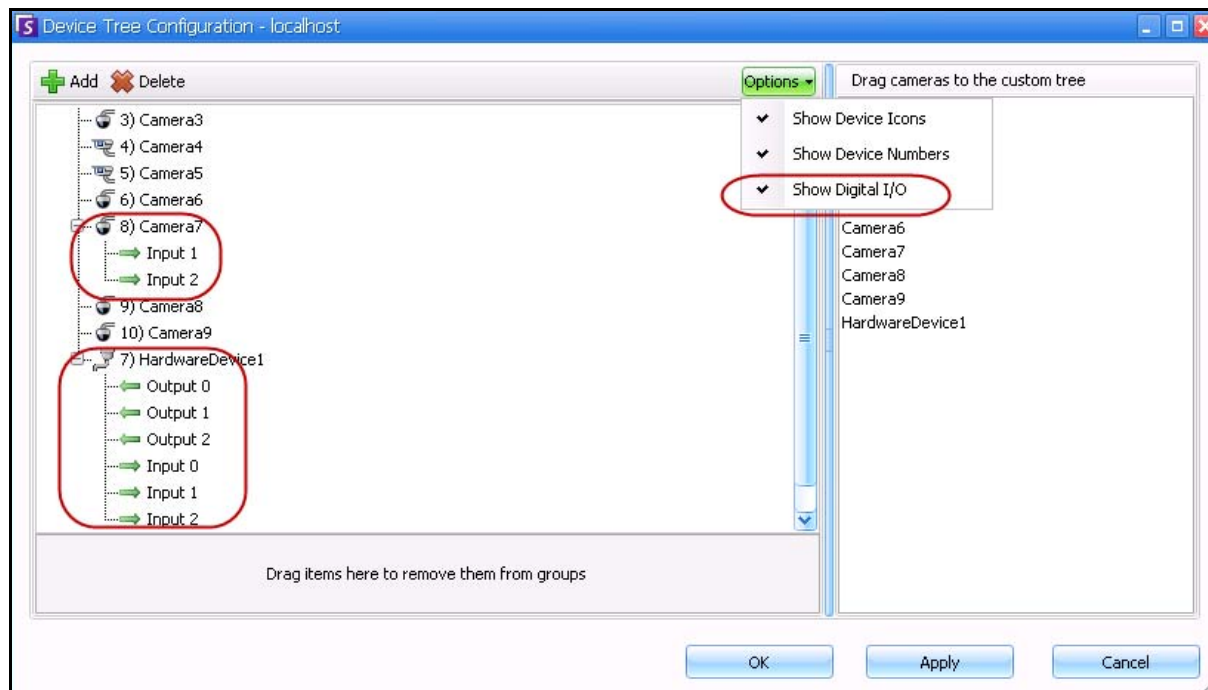 Device Tree Configuration - localhost
Add Delete Options
Drag cameras to the custom tree
3) Camera3
4) Camera4
5) Camera5
6) Camera6
8) Camera7
Input 1
Input 2
9) Camera8
10) Camera9
7) HardwareDevice1
Output 0
Output 1
Output 2
Input 0
Input 1
Input 2
Drag items here to remove them from groups
Show Device Icons
Show Device Numbers
Show Digital I/O
Camera6
Camera7
Camera8
Camera9
HardwareDevice1
OK Apply Cancel